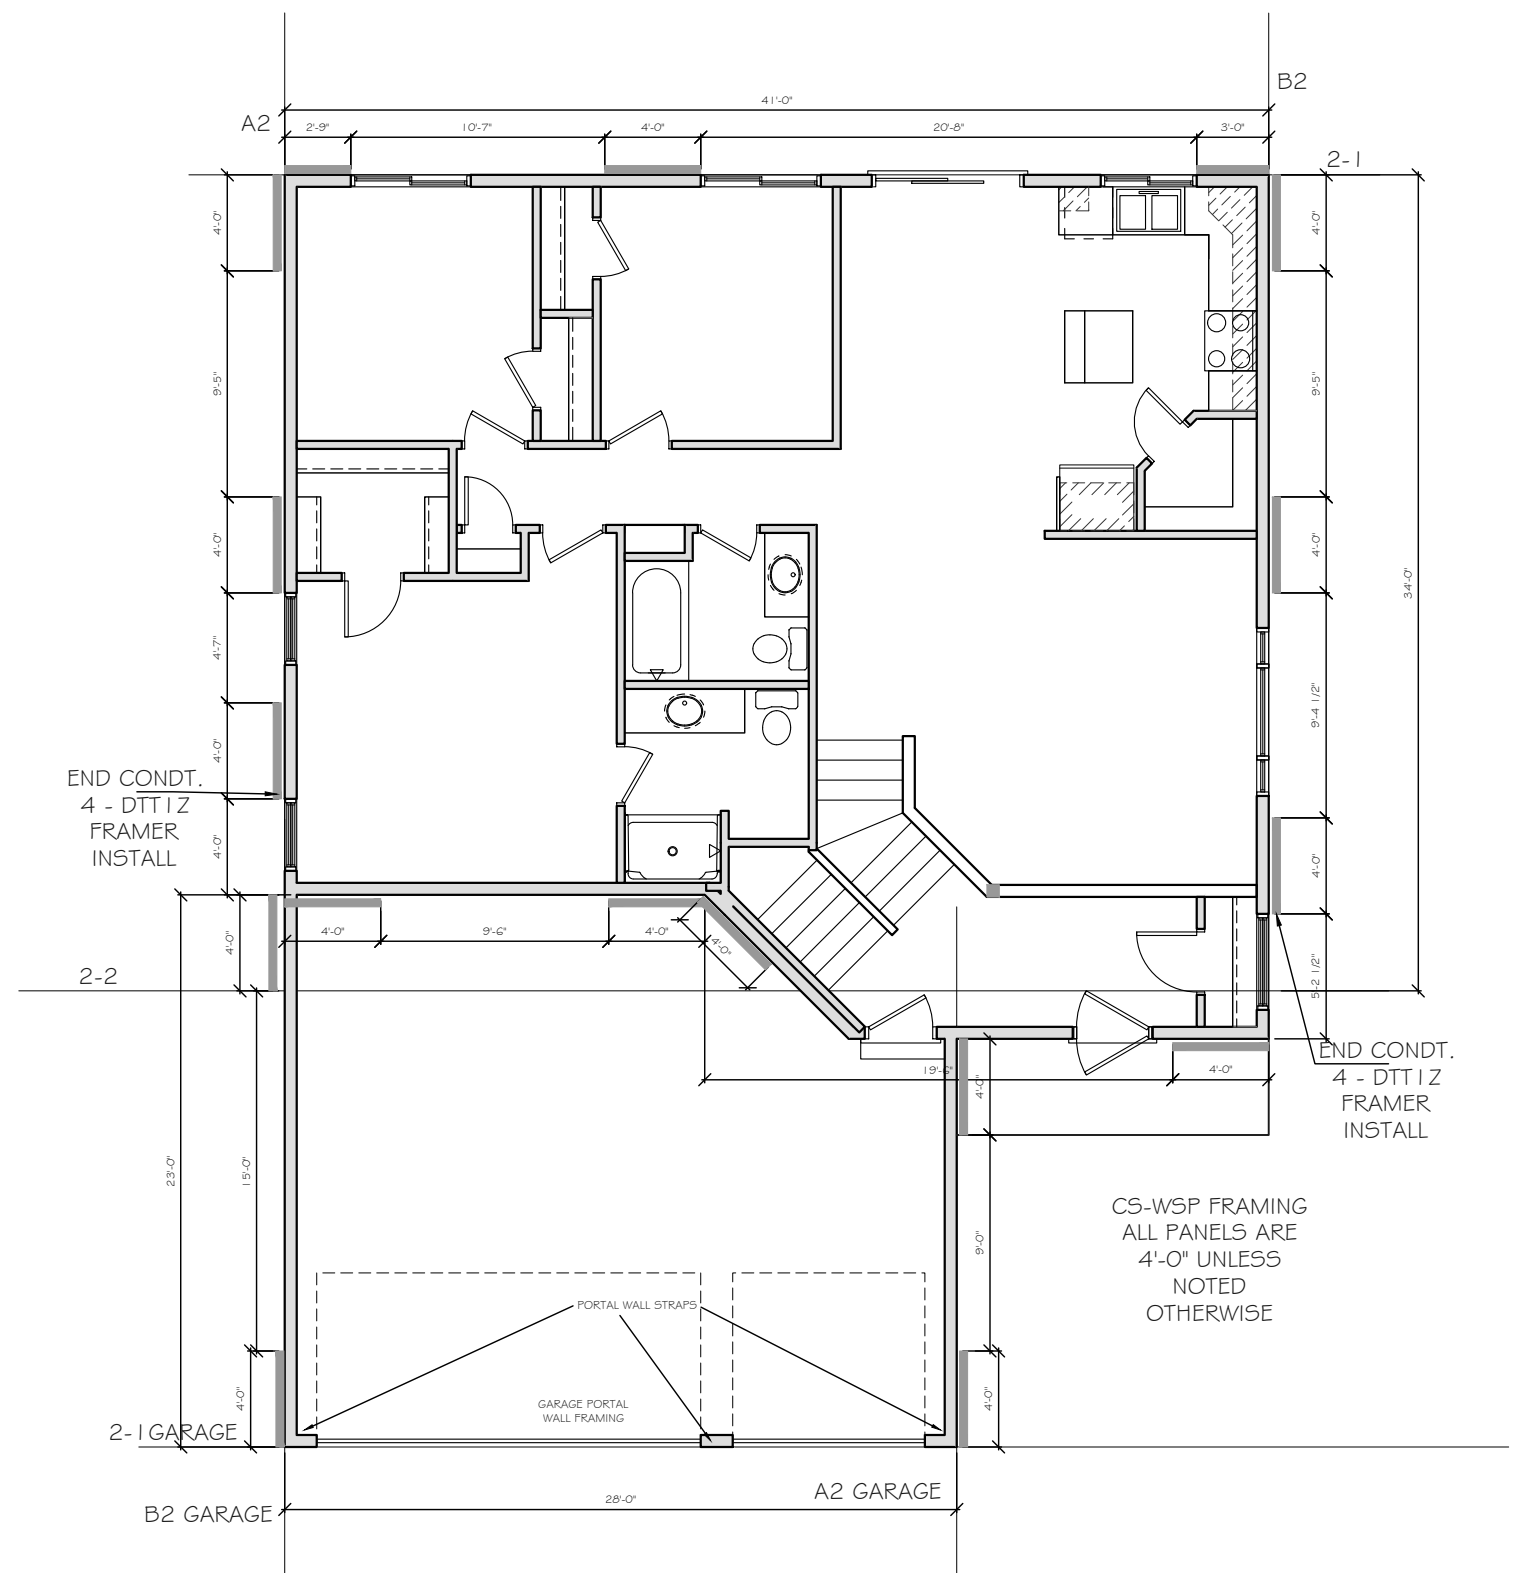 B2
41'-0"
A2
2'-9"
10'-7"
4'-0"
20'-8"
3'-0"
2-1
4'-0"
4'-0"
9'-5"
9'-5"
4'-0"
4'-0"
34'-0"
4'-7"
9'-4 1/2"
4'-0"
END CONDT.
4 - DTT1Z
FRAMER
INSTALL
4'-0"
4'-0"
4'-0"
4'-0"
9'-6"
4'-0"
4'-0"
2-2
5'-2 1/2"
END CONDT.
4 - DTT1Z
FRAMER
INSTALL
19'-6"
4'-0"
4'-0"
23'-0"
15'-0"
9'-0"
CS-WSP FRAMING
ALL PANELS ARE
4'-0" UNLESS
NOTED
OTHERWISE
PORTAL WALL STRAPS
GARAGE PORTAL
WALL FRAMING
4'-0"
4'-0"
2-1 GARAGE
A2 GARAGE
28'-0"
B2 GARAGE